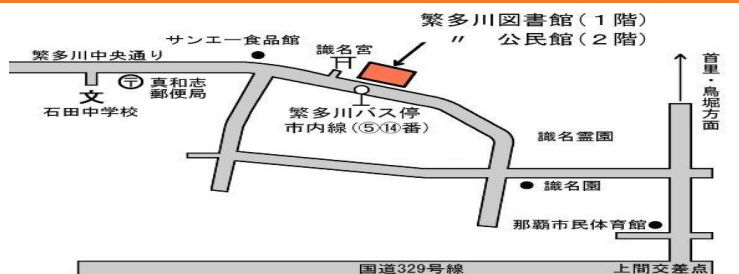 繁多川図書館（１階）
〃　公民館（２階）
サンエー食品館
識名宮
繁多川中央通り
〒
真和志
郵便局
文
石田中学校
繁多川バス停
市内線（⑤⑭番）
首里・鳥堀方面
識名霊園
識名園
那覇市民体育館
国道329号線
上間交差点